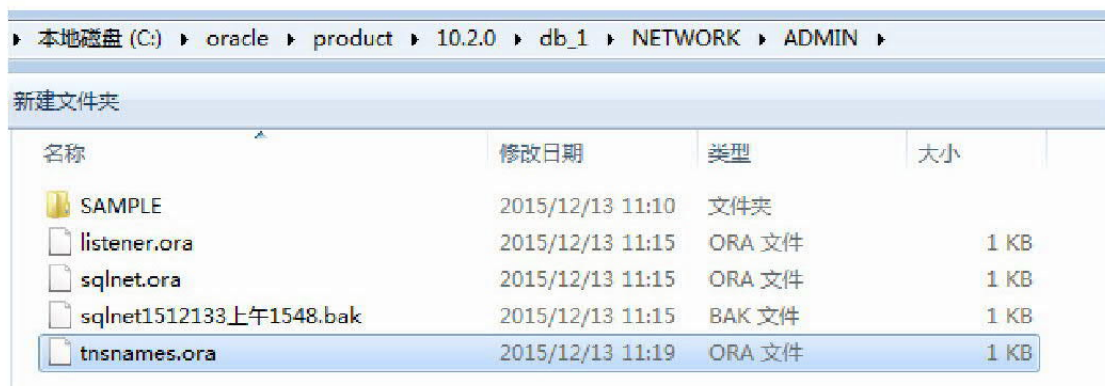 本地磁盘 (C:) ▸ oracle ▸ product ▸ 10.2.0 ▸ db_1 ▸ NETWORK ▸ ADMIN ▸
新建文件夹
名称 修改日期 类型 大小
SAMPLE 2015/12/13 11:10 文件夹
listener.ora 2015/12/13 11:15 ORA 文件 1 KB
sqlnet.ora 2015/12/13 11:15 ORA 文件 1 KB
sqlnet1512133上午1548.bak 2015/12/13 11:15 BAK 文件 1 KB
tnsnames.ora 2015/12/13 11:19 ORA 文件 1 KB